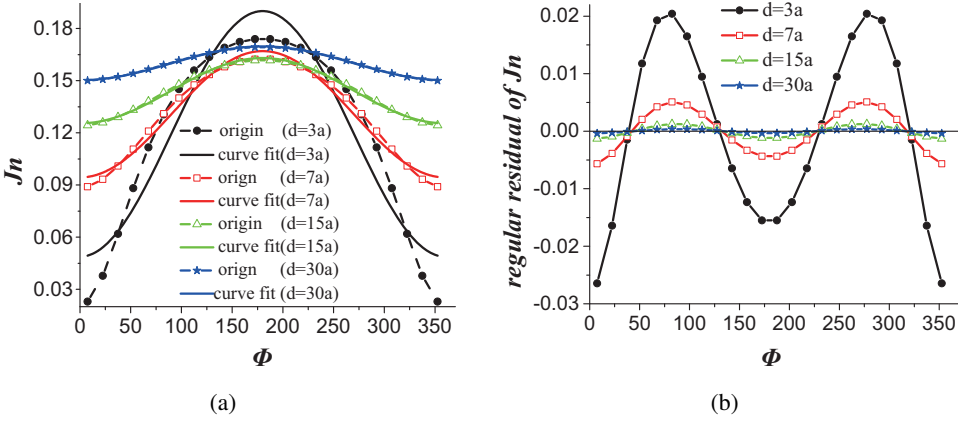 (a)
0.18
0.15
0.12
0.09
0.06
0.03
Jn
origin (d=3a)
curve fit(d=3a)
orign (d=7a)
curve fit(d=7a)
origin (d=15a)
curve fit(d=15a)
orign (d=30a)
curve fit (d=30a)
0 50 100 150 200 250 300 350
Φ
(a)
(b)
0.02
0.01
0.00
-0.01
-0.02
-0.03
regular residual of Jn
d=3a
d=7a
d=15a
d=30a
0 50 100 150 200 250 300 350
Φ
(b)